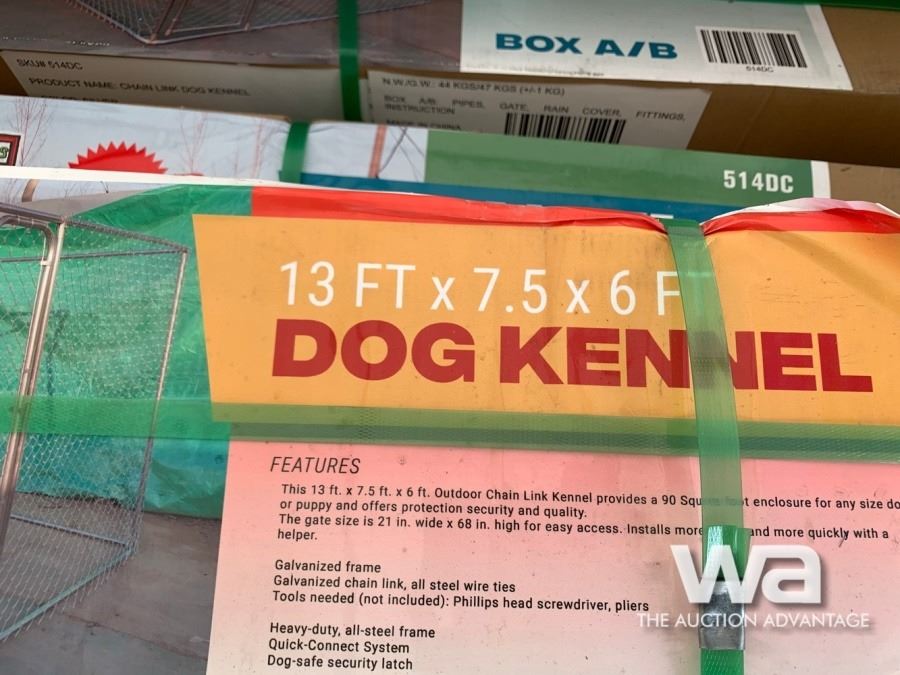 BOX A/B
514DC
SKU# 514DC
PRODUCT NAME: CHAIN LINK DOG KENNEL
N.W./G.W.: 44 KGS/47 KGS (+/-1 KG)
BOX A/B: PIPES, GATE, RAIN COVER, FITTINGS,
INSTRUCTION
MADE IN CHINA
514DC
13 FT x 7.5 x 6 F
DOG KENNEL
FEATURES
This 13 ft. x 7.5 ft. x 6 ft. Outdoor Chain Link Kennel provides a 90 Square foot enclosure for any size do
or puppy and offers protection security and quality.
The gate size is 21 in. wide x 68 in. high for easy access. Installs more and more quickly with a
helper.
Galvanized frame
Galvanized chain link, all steel wire ties
Tools needed (not included): Phillips head screwdriver, pliers
Heavy-duty, all-steel frame
Quick-Connect System
Dog-safe security latch
wa
THE AUCTION ADVANTAGE